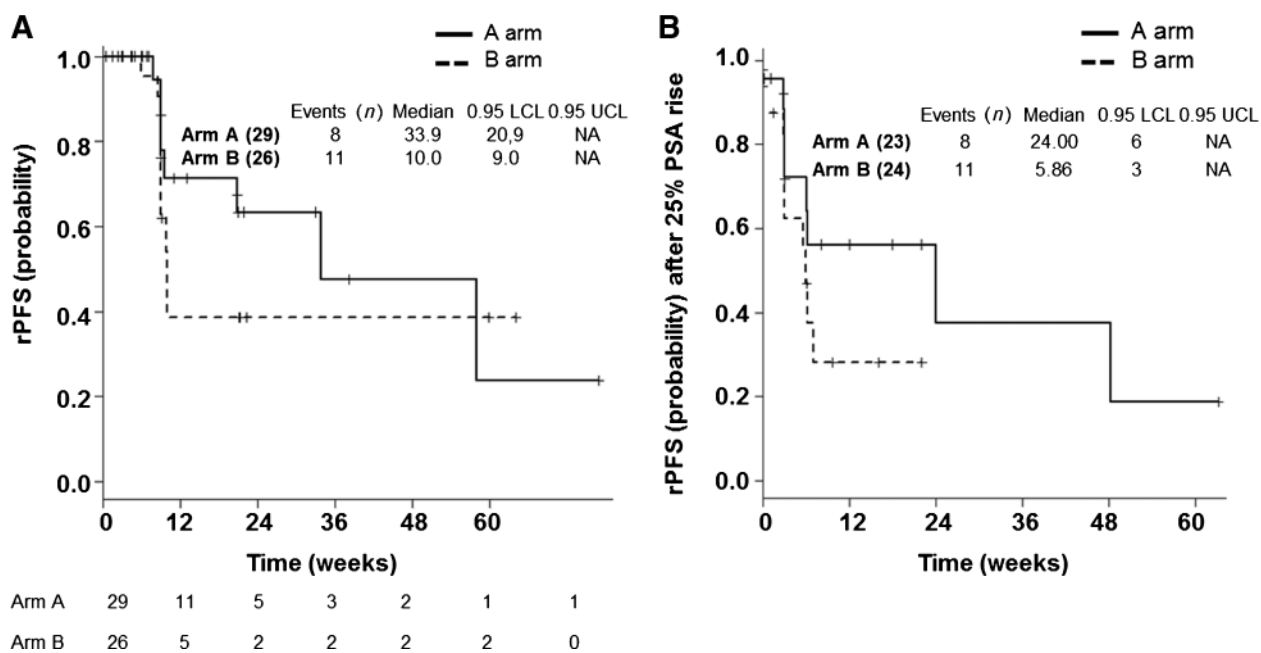 A
A arm
B arm
Events (n) Median 0.95 LCL 0.95 UCL
Arm A (29) 8 33.9 20,9 NA
Arm B (26) 11 10.0 9.0 NA
rPFS (probability)
1.0
0.8
0.6
0.4
0.2
0.0
0 12 24 36 48 60
Time (weeks)
Arm A 29 11 5 3 2 1 1
Arm B 26 5 2 2 2 2 0
B
A arm
B arm
Events (n) Median 0.95 LCL 0.95 UCL
Arm A (23) 8 24.00 6 NA
Arm B (24) 11 5.86 3 NA
rPFS (probability) after 25% PSA rise
1.0
0.8
0.6
0.4
0.2
0.0
0 12 24 36 48 60
Time (weeks)